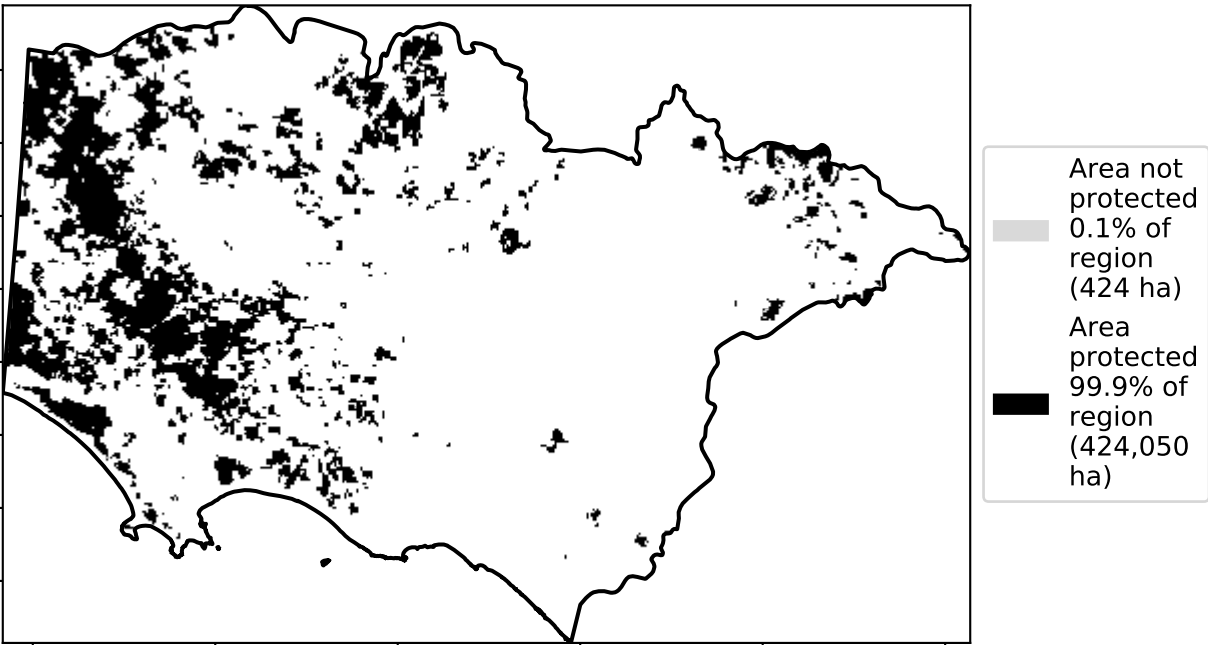 Area not
protected
0.1% of
region
(424 ha)
Area
protected
99.9% of
region
(424,050
ha)